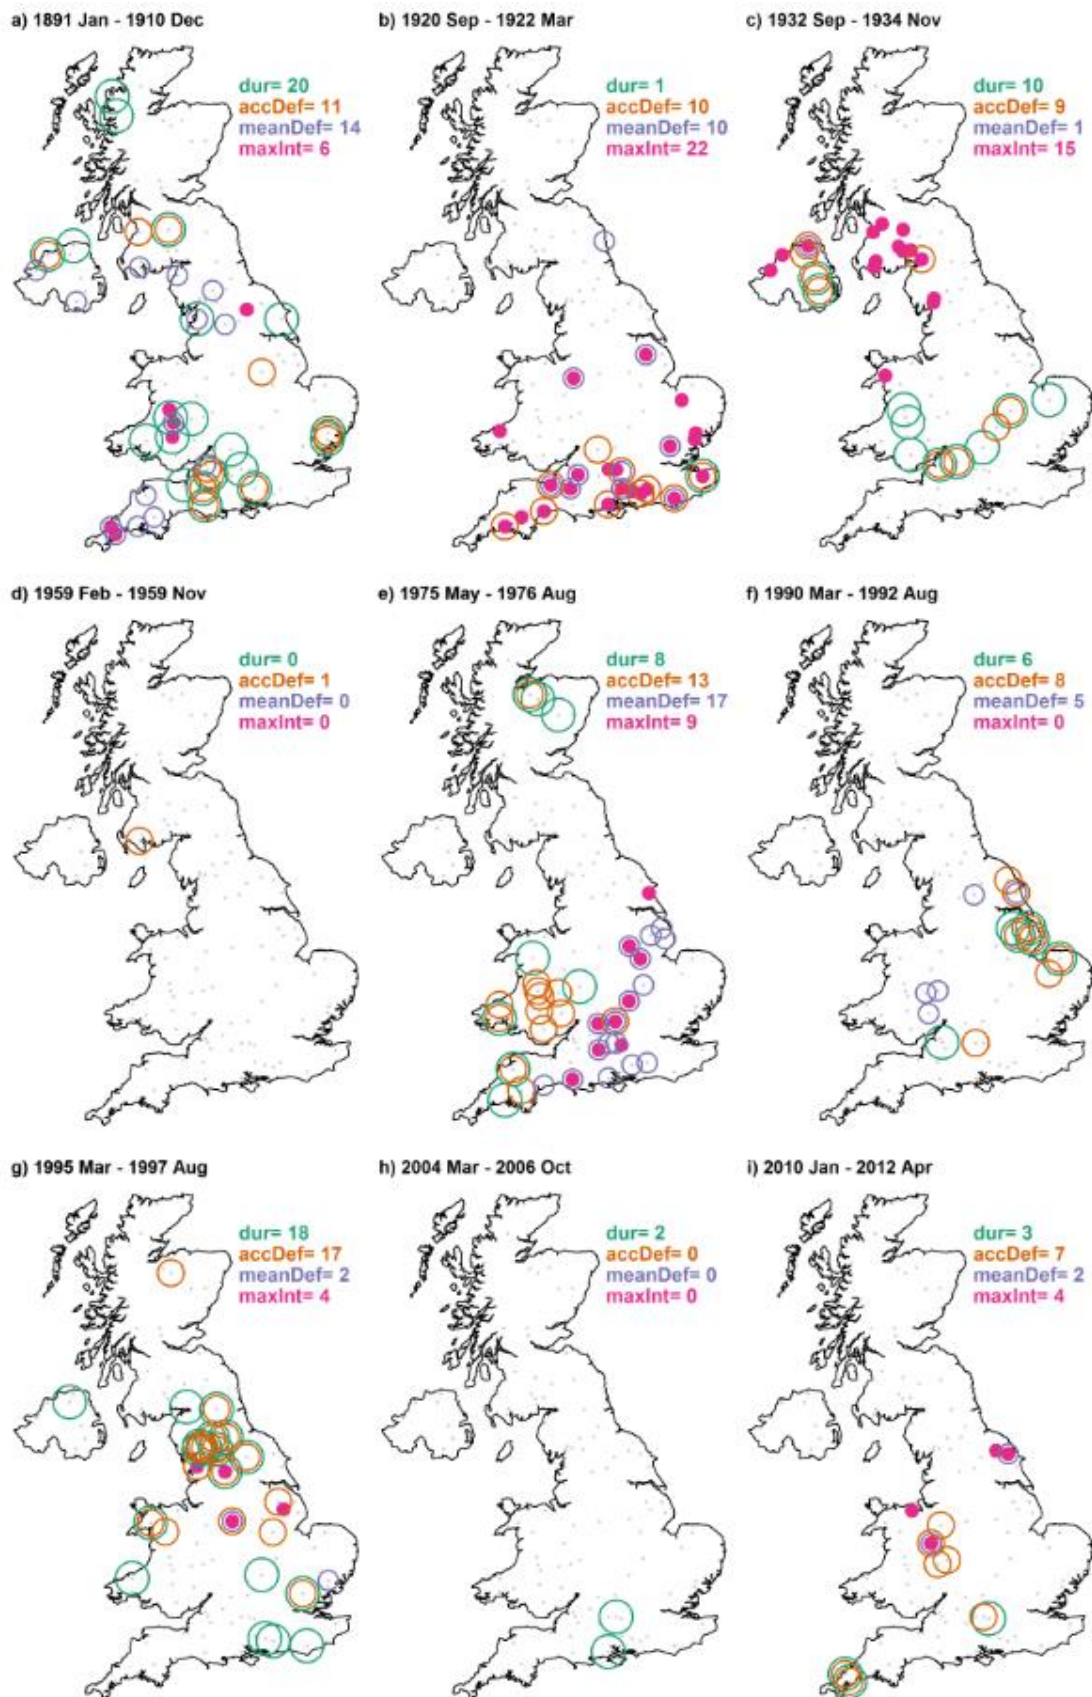 a) 1891 Jan - 1910 Dec
dur= 20
accDef= 11
meanDef= 14
maxInt= 6
b) 1920 Sep - 1922 Mar
dur= 1
accDef= 10
meanDef= 10
maxInt= 22
c) 1932 Sep - 1934 Nov
dur= 10
accDef= 9
meanDef= 1
maxInt= 15
d) 1959 Feb - 1959 Nov
dur= 0
accDef= 1
meanDef= 0
maxInt= 0
e) 1975 May - 1976 Aug
dur= 8
accDef= 13
meanDef= 17
maxInt= 9
f) 1990 Mar - 1992 Aug
dur= 6
accDef= 8
meanDef= 5
maxInt= 0
g) 1995 Mar - 1997 Aug
dur= 18
accDef= 17
meanDef= 2
maxInt= 4
h) 2004 Mar - 2006 Oct
dur= 2
accDef= 0
meanDef= 0
maxInt= 0
i) 2010 Jan - 2012 Apr
dur= 3
accDef= 7
meanDef= 2
maxInt= 4